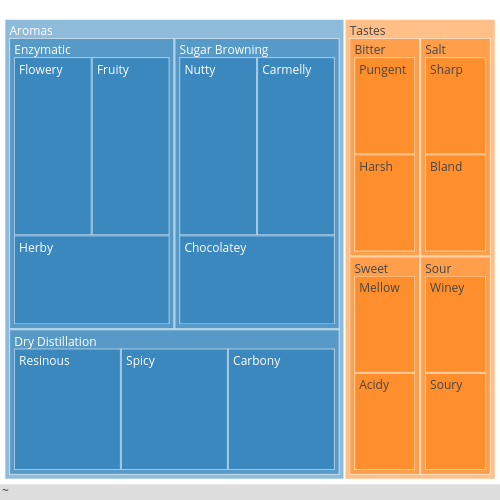 Aromas
Enzymatic
Flowery
Fruity
Herby
Sugar Browning
Nutty
Carmelly
Chocolatey
Dry Distillation
Resinous
Spicy
Carbony
Tastes
Bitter
Pungent
Harsh
Salt
Sharp
Bland
Sweet
Mellow
Acidy
Sour
Winey
Soury
~